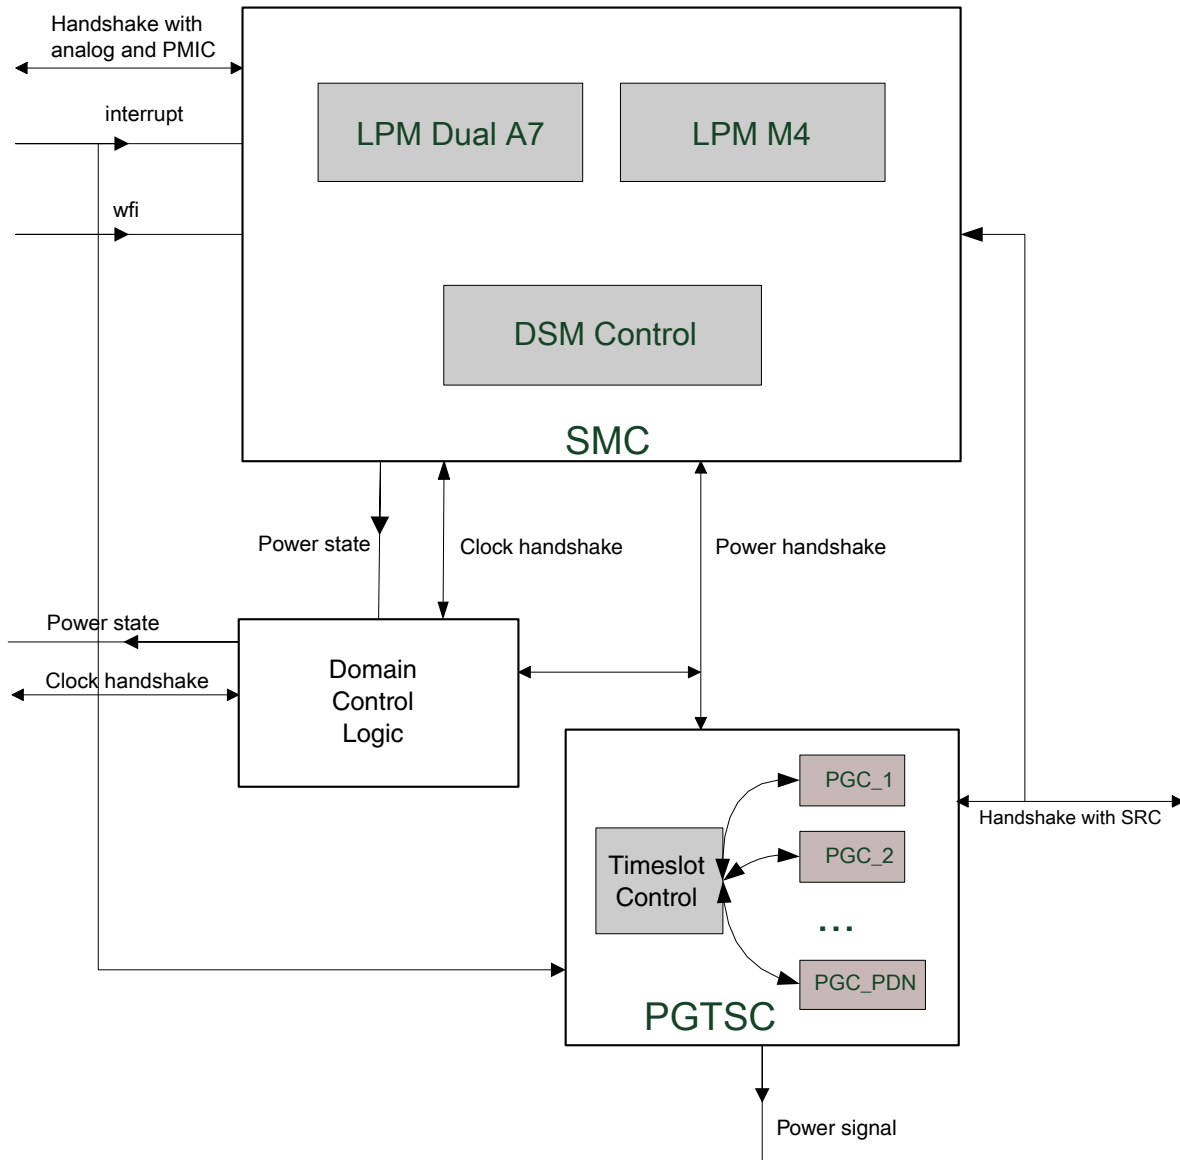 Handshake with
analog and PMIC
interrupt
wfi
LPM Dual A7
LPM M4
DSM Control
SMC
Power state
Clock handshake
Power handshake
Power state
Clock handshake
Domain
Control
Logic
PGC_1
Handshake with SRC
Timeslot
Control
PGC_2
...
PGC_PDN
PGTSC
Power signal